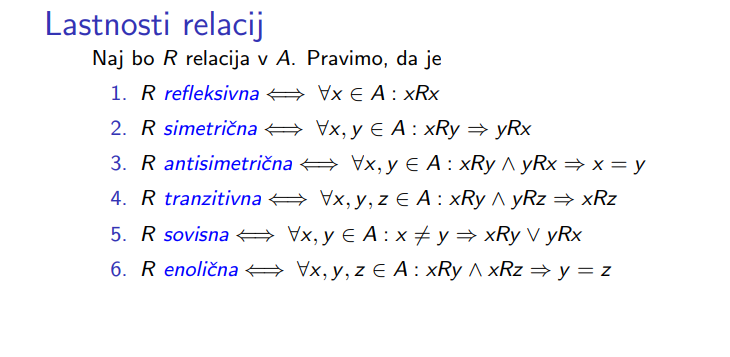 Lastnosti relacij
Naj bo R relacija v A. Pravimo, da je
1. R refleksivna ⟺ ∀x ∈ A : xRx
2. R simetrična ⟺ ∀x, y ∈ A : xRy ⇒ yRx
3. R antisimetrična ⟺ ∀x, y ∈ A : xRy ∧ yRx ⇒ x = y
4. R tranzitivna ⟺ ∀x, y, z ∈ A : xRy ∧ yRz ⇒ xRz
5. R sovisna ⟺ ∀x, y ∈ A : x ≠ y ⇒ xRy ∨ yRx
6. R enolična ⟺ ∀x, y, z ∈ A : xRy ∧ xRz ⇒ y = z